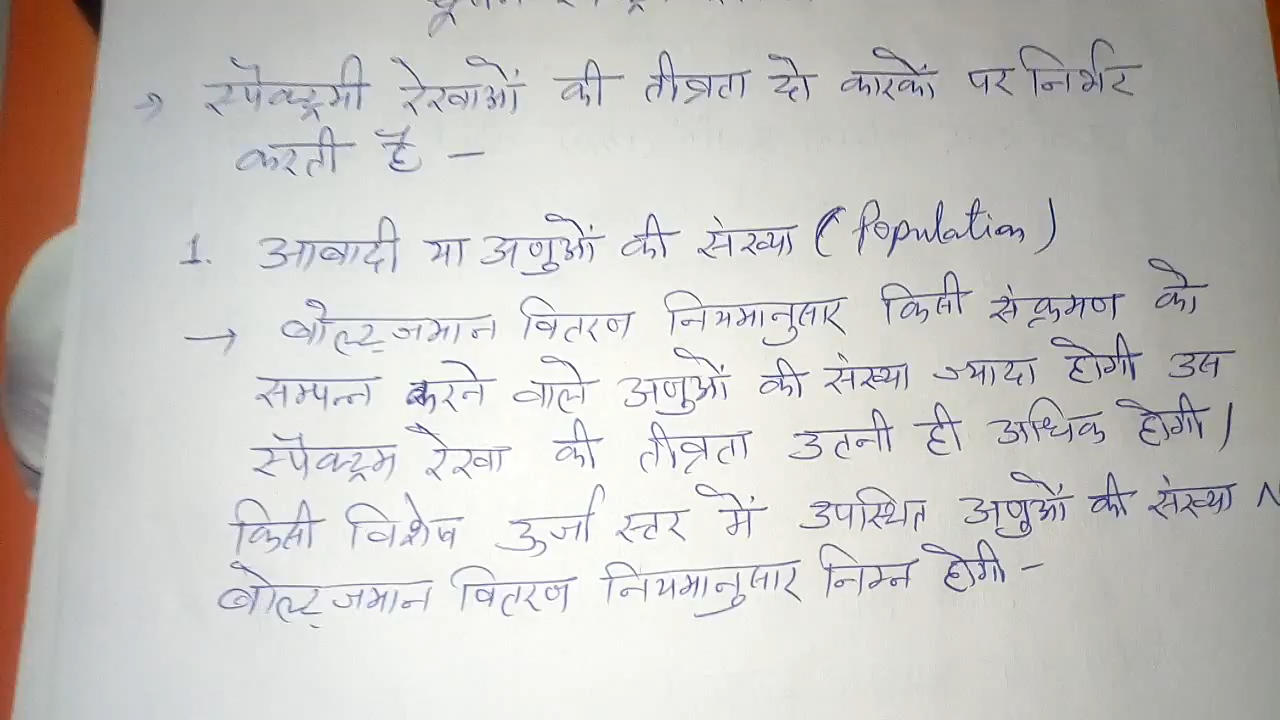 → स्पेक्ट्रमी रेखाओं की तीव्रता दो कारकों पर निर्भर
करती है –
1. आबादी या अणुओं की संख्या (Population)
→ बोल्ट्जमान वितरण नियमानुसार किसी संक्रमण को
सम्पन्न करने वाले अणुओं की संख्या ज्यादा होगी उस
स्पेक्ट्रम रेखा की तीव्रता उतनी ही अधिक होगी।
किसी विशेष ऊर्जा स्तर में उपस्थित अणुओं की संख्या N
बोल्ट्जमान वितरण नियमानुसार निम्न होगी –